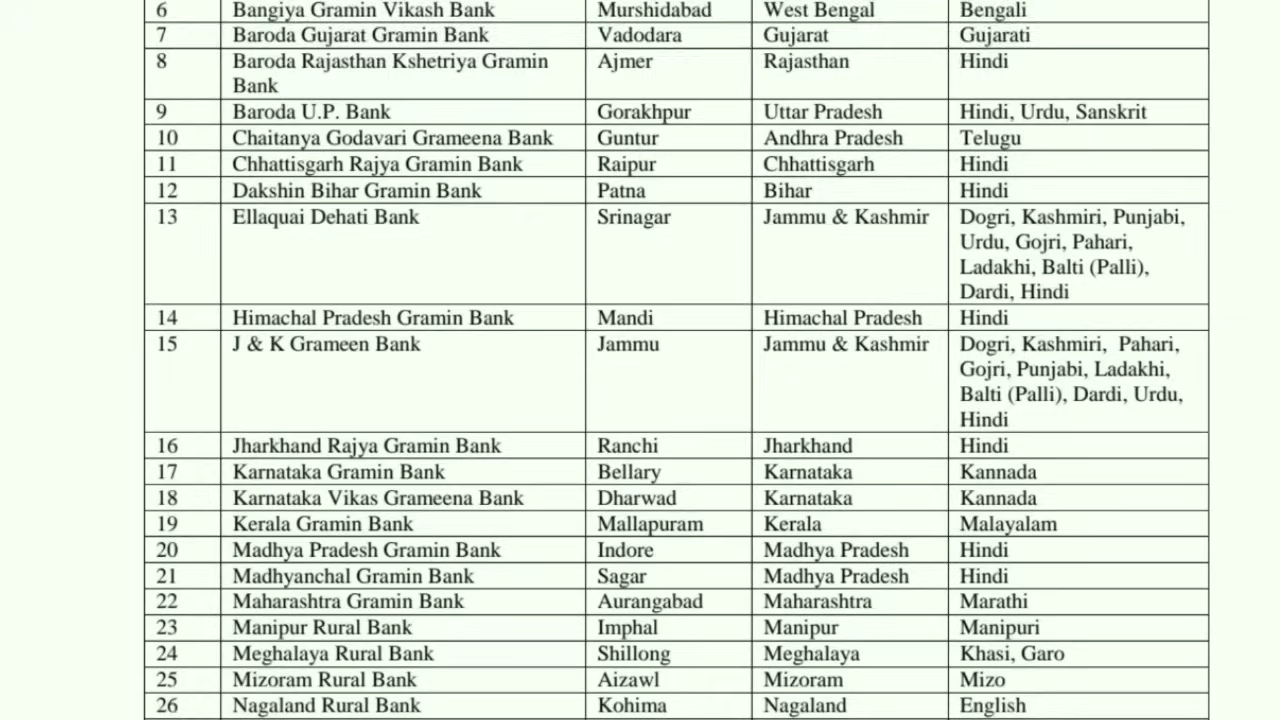 6 Bangiya Gramin Vikash Bank Murshidabad West Bengal Bengali
7 Baroda Gujarat Gramin Bank Vadodara Gujarat Gujarati
8 Baroda Rajasthan Kshetriya Gramin Ajmer Rajasthan Hindi
Bank
9 Baroda U.P. Bank Gorakhpur Uttar Pradesh Hindi, Urdu, Sanskrit
10 Chaitanya Godavari Grameena Bank Guntur Andhra Pradesh Telugu
11 Chhattisgarh Rajya Gramin Bank Raipur Chhattisgarh Hindi
12 Dakshin Bihar Gramin Bank Patna Bihar Hindi
13 Ellaquai Dehati Bank Srinagar Jammu & Kashmir Dogri, Kashmiri, Punjabi,
Urdu, Gojri, Pahari,
Ladakhi, Balti (Palli),
Dardi, Hindi
14 Himachal Pradesh Gramin Bank Mandi Himachal Pradesh Hindi
15 J & K Grameen Bank Jammu Jammu & Kashmir Dogri, Kashmiri, Pahari,
Gojri, Punjabi, Ladakhi,
Balti (Palli), Dardi, Urdu,
Hindi
16 Jharkhand Rajya Gramin Bank Ranchi Jharkhand Hindi
17 Karnataka Gramin Bank Bellary Karnataka Kannada
18 Karnataka Vikas Grameena Bank Dharwad Karnataka Kannada
19 Kerala Gramin Bank Mallapuram Kerala Malayalam
20 Madhya Pradesh Gramin Bank Indore Madhya Pradesh Hindi
21 Madhyanchal Gramin Bank Sagar Madhya Pradesh Hindi
22 Maharashtra Gramin Bank Aurangabad Maharashtra Marathi
23 Manipur Rural Bank Imphal Manipur Manipuri
24 Meghalaya Rural Bank Shillong Meghalaya Khasi, Garo
25 Mizoram Rural Bank Aizawl Mizoram Mizo
26 Nagaland Rural Bank Kohima Nagaland English